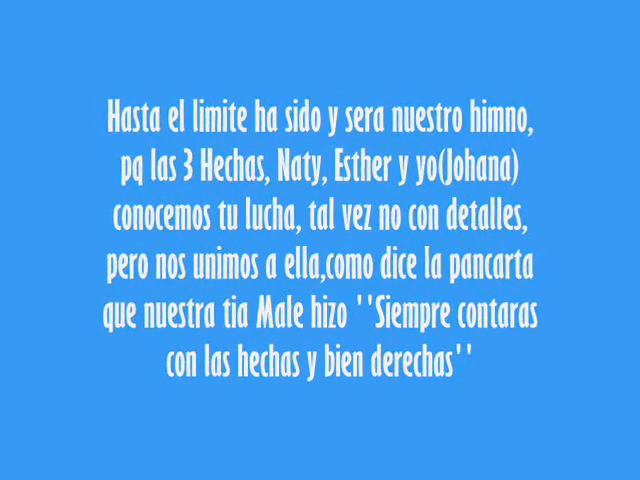 Hasta el limite ha sido y sera nuestro himno,
pq las 3 Hechas, Naty, Esther y yo(Johana)
conocemos tu lucha, tal vez no con detalles,
pero nos unimos a ella,como dice la pancarta
que nuestra tia Male hizo ''Siempre contaras
con las hechas y bien derechas''